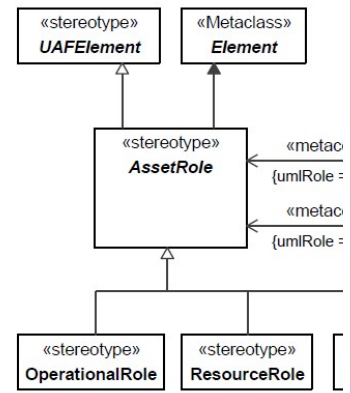 «stereotype»
UAFElement
«Metaclass»
Element
«stereotype»
AssetRole
«metac
{umlRole =
«metac
{umlRole =
«stereotype»
OperationalRole
«stereotype»
ResourceRole